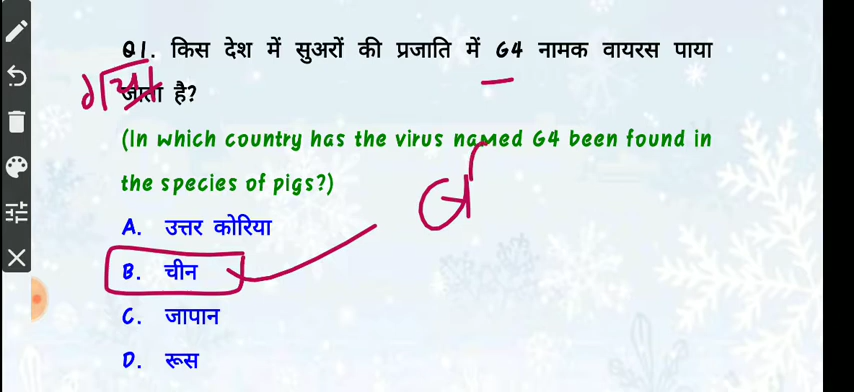 Q1. किस देश में सुअरों की प्रजाति में G4 नामक वायरस पाया
जाता है?
(In which country has the virus named G4 been found in
the species of pigs?)
A. उत्तर कोरिया
B. चीन
C. जापान
D. रूस